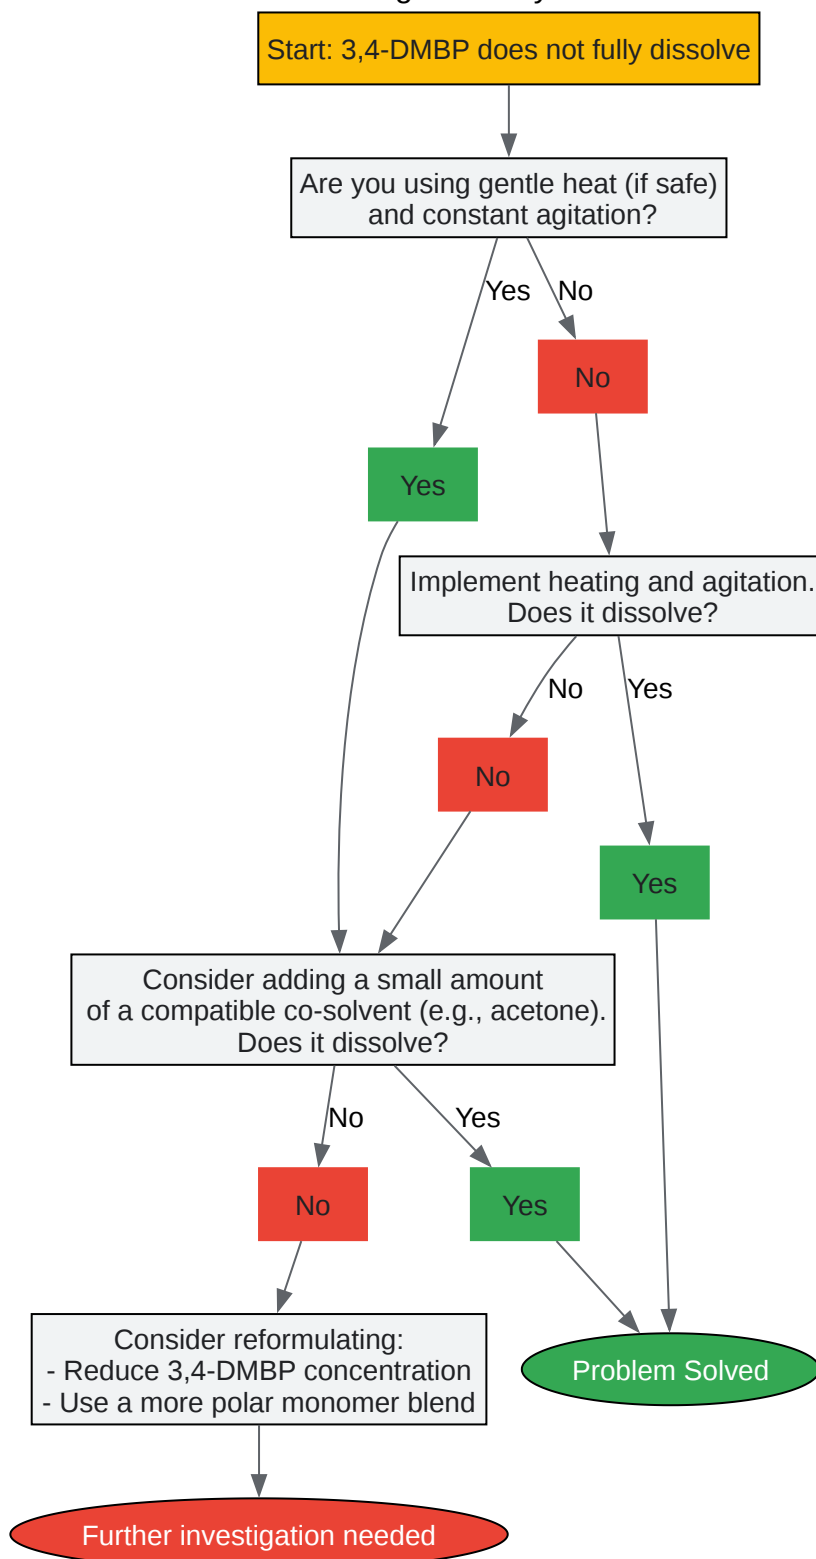 Start: 3,4-DMBP does not fully dissolve
Are you using gentle heat (if safe)
and constant agitation?
Yes
No
No
Yes
Implement heating and agitation.
Does it dissolve?
No
Yes
No
Yes
Consider adding a small amount
of a compatible co-solvent (e.g., acetone).
Does it dissolve?
No
Yes
No
Yes
Consider reformulating:
- Reduce 3,4-DMBP concentration
- Use a more polar monomer blend
Problem Solved
Further investigation needed